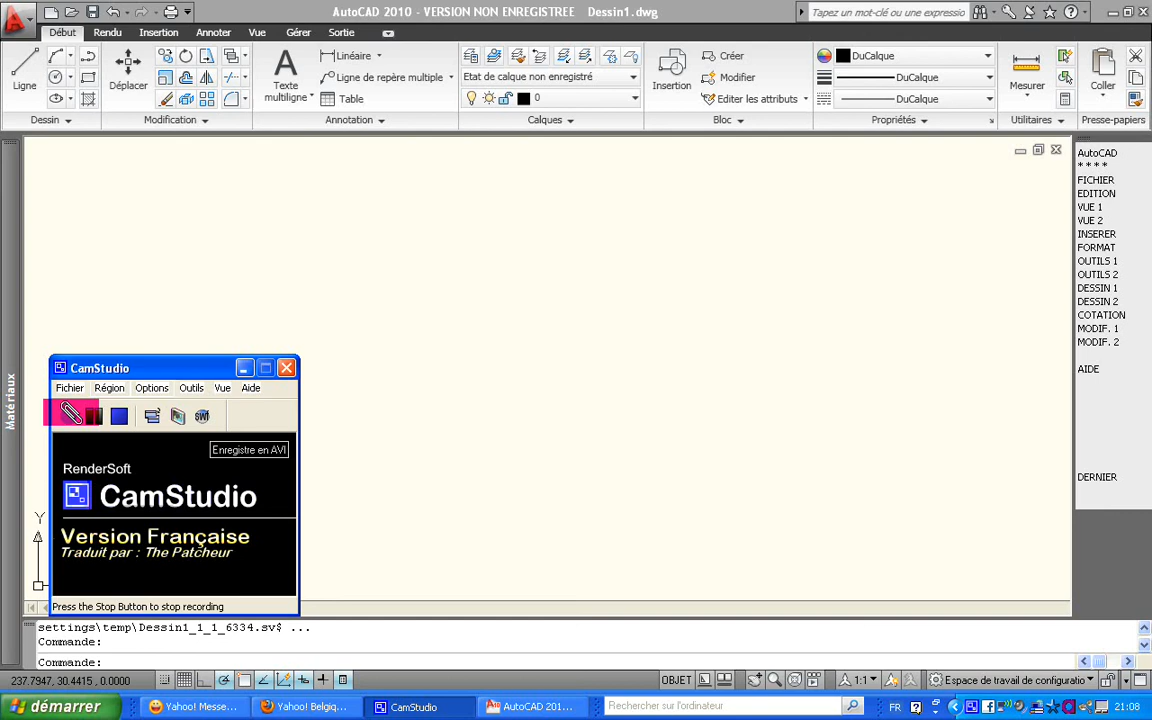 AutoCAD 2010 - VERSION NON ENREGISTREE Dessin1.dwg
Tapez un mot-clé ou une expressio
Début Rendu Insertion Annoter Vue Gérer Sortie
Ligne
Déplacer
Texte
multiligne
Linéaire
Ligne de repère multiple
Table
Etat de calque non enregistré
0
Insertion
Créer
Modifier
Editer les attributs
DuCalque
DuCalque
DuCalque
Mesurer
Coller
Dessin Modification Annotation Calques Bloc Propriétés Utilitaires Presse-papiers
AutoCAD
* * * *
FICHIER
EDITION
VUE 1
VUE 2
INSERER
FORMAT
OUTILS 1
OUTILS 2
DESSIN 1
DESSIN 2
COTATION
MODIF. 1
MODIF. 2
AIDE
DERNIER
Matériaux
CamStudio
Fichier Région Options Outils Vue Aide
SWF
Enregistre en AVI
RenderSoft
CamStudio
Version Française
Traduit par : The Patcheur
Press the Stop Button to stop recording
Y
settings\temp\Dessin1_1_1_6334.sv$ ...
Commande:
Commande:
237.7947, 30.4415 , 0.0000
OBJET
1:1
Espace de travail de configuratio
démarrer
Yahoo! Messe...
Yahoo! Belgiq...
CamStudio
AutoCAD 201...
Rechercher sur l'ordinateur
FR
21:08